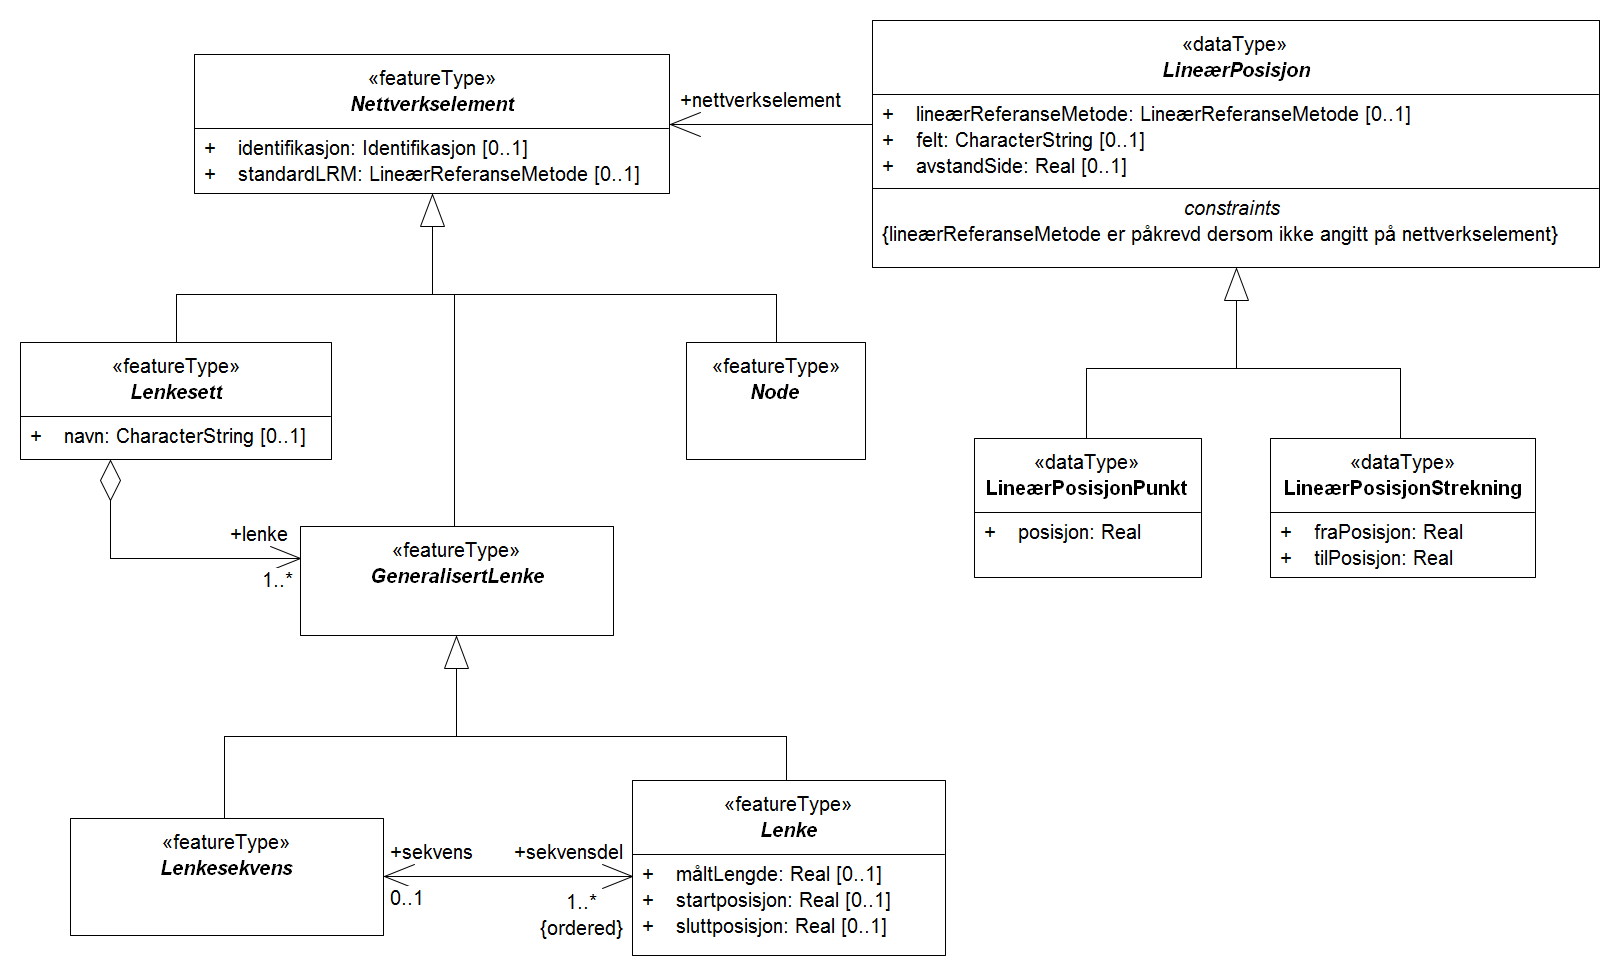 «featureType»
Nettverkselement
+ identifikasjon: Identifikasjon [0..1]
+ standardLRM: LineærReferanseMetode [0..1]
+nettverkselement
«dataType»
LineærPosisjon
+ lineærReferanseMetode: LineærReferanseMetode [0..1]
+ felt: CharacterString [0..1]
+ avstandSide: Real [0..1]
constraints
{lineærReferanseMetode er påkrevd dersom ikke angitt på nettverkselement}
«featureType»
Lenkesett
+ navn: CharacterString [0..1]
«featureType»
Node
«dataType»
LineærPosisjonPunkt
+ posisjon: Real
«dataType»
LineærPosisjonStrekning
+ fraPosisjon: Real
+ tilPosisjon: Real
+lenke
1..*
«featureType»
GeneralisertLenke
«featureType»
Lenkesekvens
+sekvens
0..1
+sekvensdel
1..*
{ordered}
«featureType»
Lenke
+ måltLengde: Real [0..1]
+ startposisjon: Real [0..1]
+ sluttposisjon: Real [0..1]